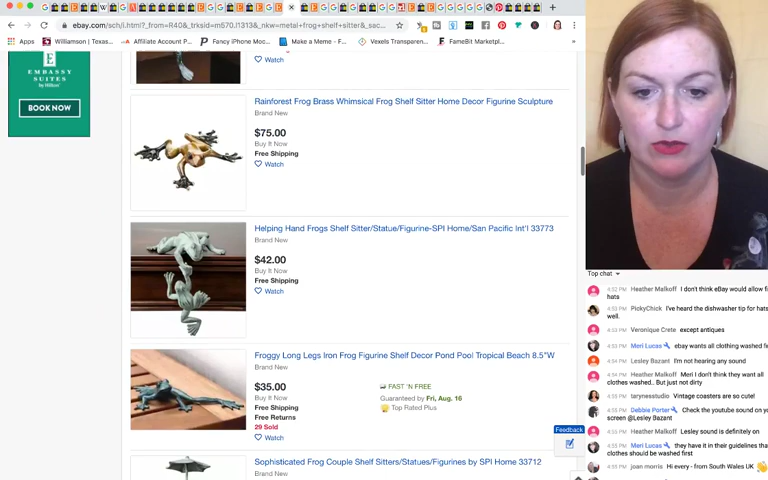 ebay.com/sch/i.html?_from=R40&_trksid=m570.l1313&_nkw=metal+frog+shelf+sitter&_sac...
Apps
Williamson | Texas...
Affiliate Account P...
Fancy iPhone Moc...
Make a Meme - F...
Vexels Transparen...
FameBit Marketpl...
EMBASSY
SUITES
by Hilton
BOOK NOW
Watch
Rainforest Frog Brass Whimsical Frog Shelf Sitter Home Decor Figurine Sculpture
Brand New
$75.00
Buy It Now
Free Shipping
Watch
Helping Hand Frogs Shelf Sitter/Statue/Figurine-SPI Home/San Pacific Int'l 33773
Brand New
$42.00
Buy It Now
Free Shipping
Watch
Froggy Long Legs Iron Frog Figurine Shelf Decor Pond Pool Tropical Beach 8.5"W
Brand New
$35.00
Buy It Now
Free Shipping
Free Returns
29 Sold
Watch
FAST 'N FREE
Guaranteed by Fri, Aug. 16
Top Rated Plus
Feedback
Sophisticated Frog Couple Shelf Sitters/Statues/Figurines by SPI Home 33712
Brand New
Top chat
4:52 PM Heather Malkoff I don't think eBay would allow f
hats
4:53 PM PickyChick I've heard the dishwasher tip for hats
well.
4:53 PM Veronique Crete except antiques
4:53 PM Meri Lucas ebay wants all clothing washed fi
4:54 PM Lesley Bazant I'm not hearing any sound
4:54 PM Heather Malkoff Meri I don't think they want all
clothes washed.. But just not dirty
4:55 PM tarynesstudio Vintage coasters are so cute!
4:55 PM Debbie Porter Check the youtube sound on yo
screen @Lesley Bazant
4:55 PM Heather Malkoff Lesley sound is definitely on
4:55 PM Meri Lucas they have it in their guidelines tha
clothes should be washed first
4:55 PM joan morris Hi every - from South Wales UK